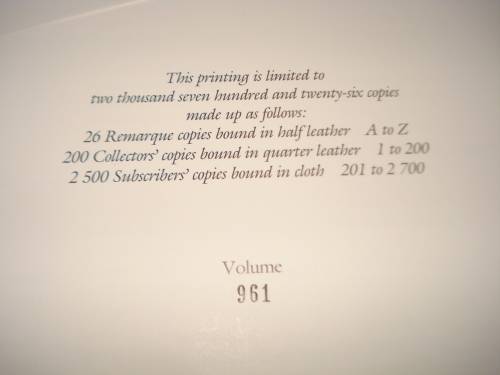 This printing is limited to
two thousand seven hundred and twenty-six copies
made up as follows:
26 Remarque copies bound in half leather A to Z
200 Collectors' copies bound in quarter leather 1 to 200
2 500 Subscribers' copies bound in cloth 201 to 2 700
Volume
961